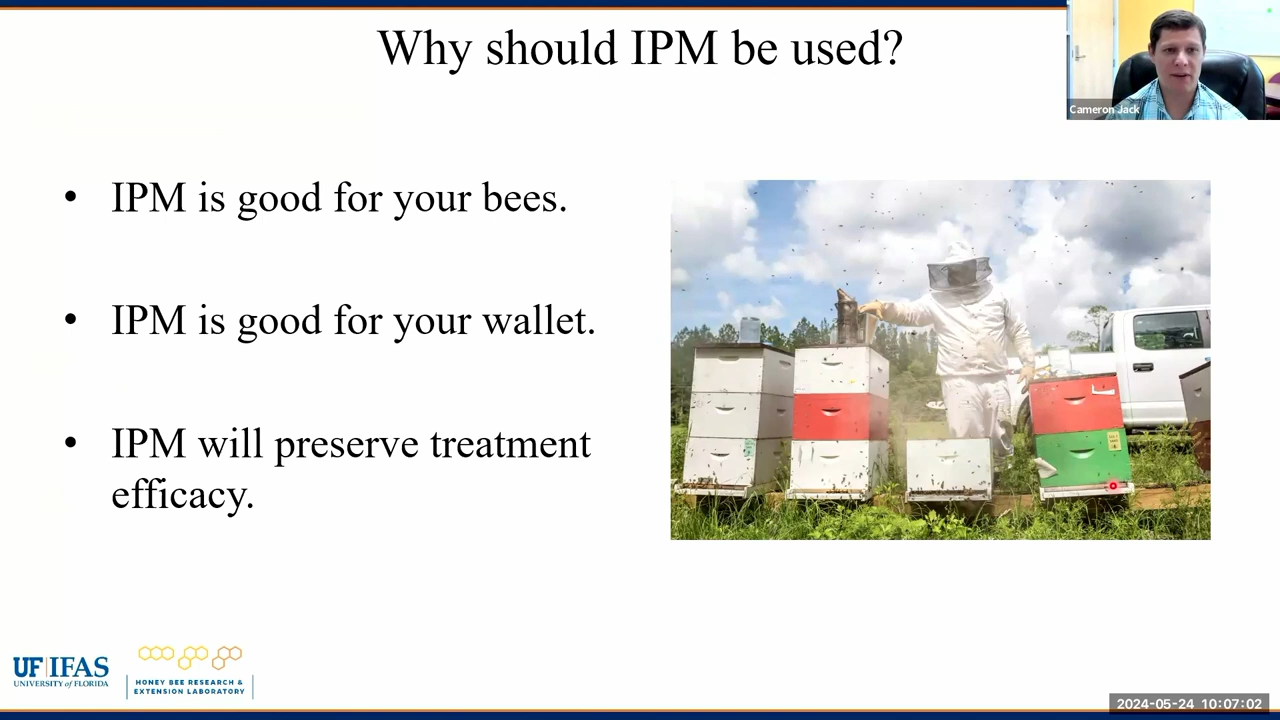 Why should IPM be used?
Cameron Jack
• IPM is good for your bees.
• IPM is good for your wallet.
• IPM will preserve treatment
efficacy.
UF IFAS
UNIVERSITY of FLORIDA
HONEY BEE RESEARCH &
EXTENSION LABORATORY
2024-05-24 10:07:02